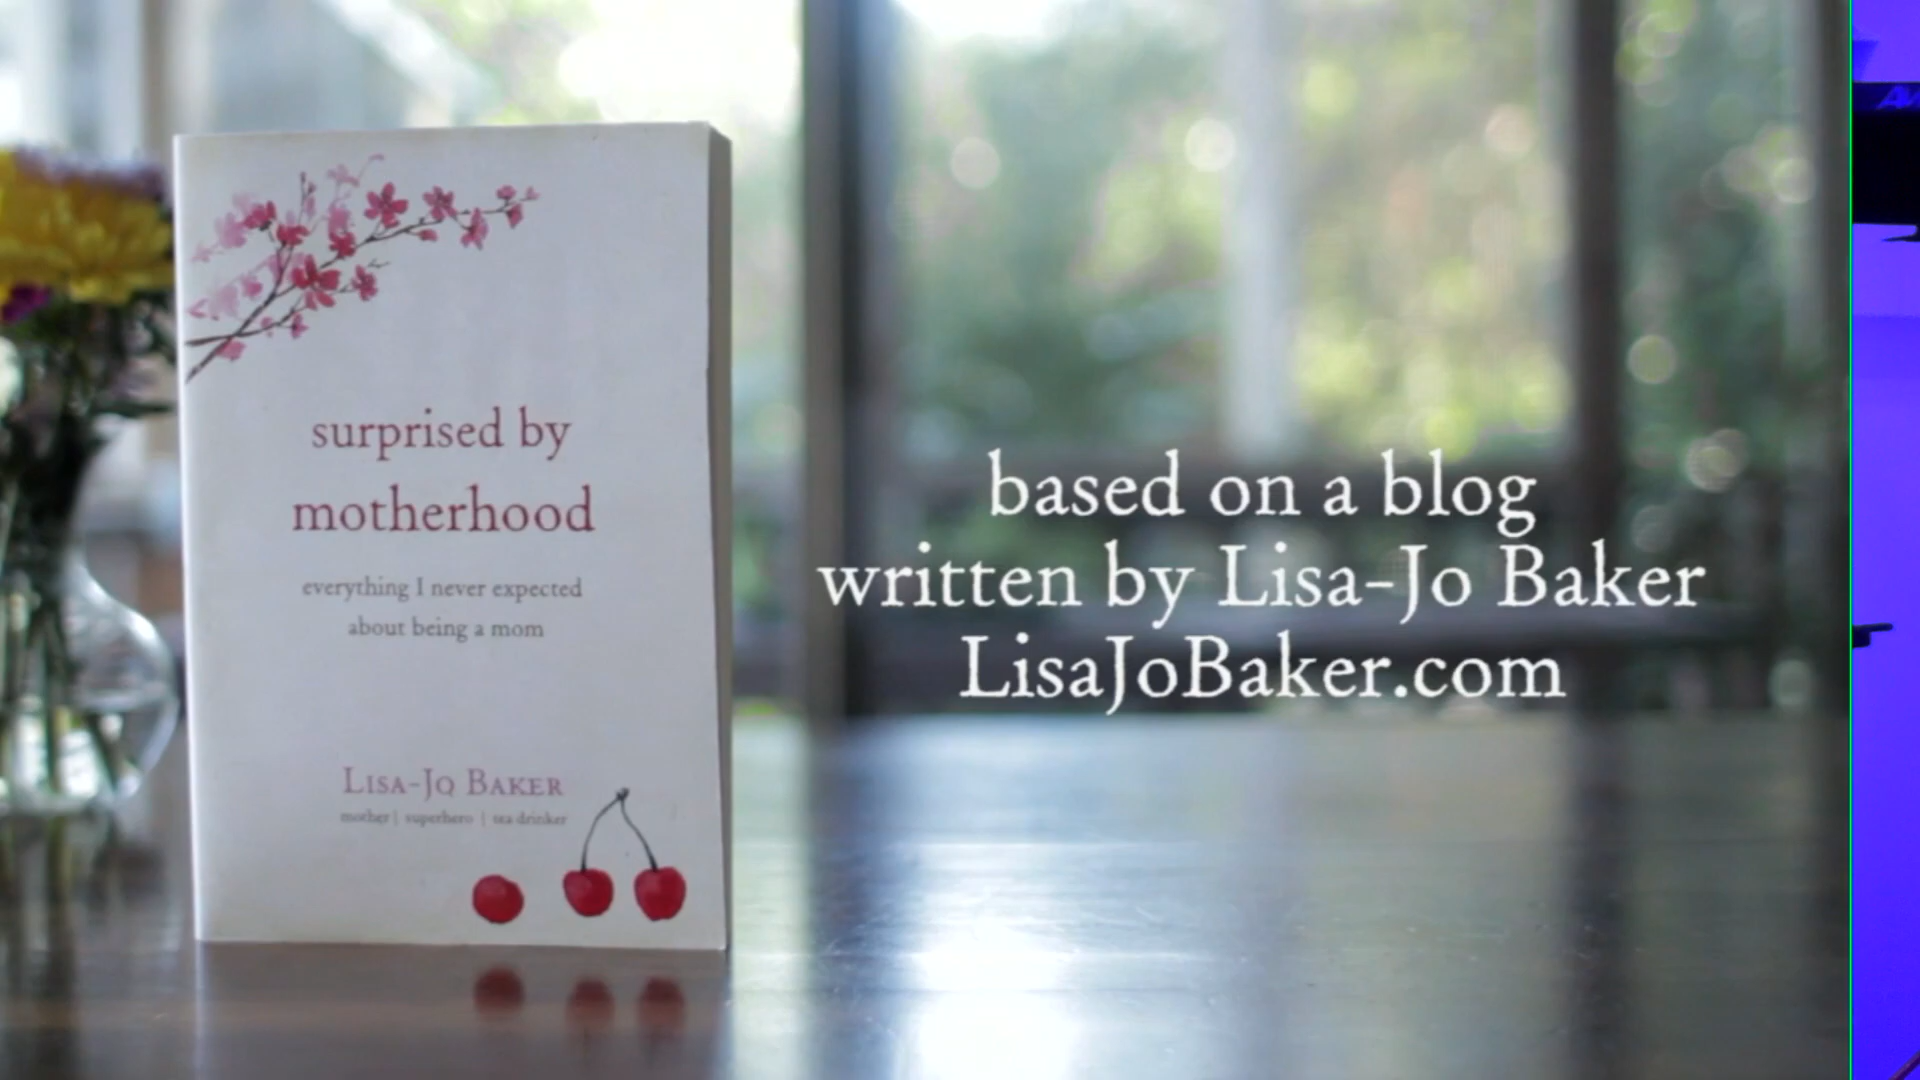 surprised by
motherhood
everything I never expected
about being a mom
LISA-JO BAKER
mother | superhero | tea drinker
based on a blog
written by Lisa-Jo Baker
LisaJoBaker.com